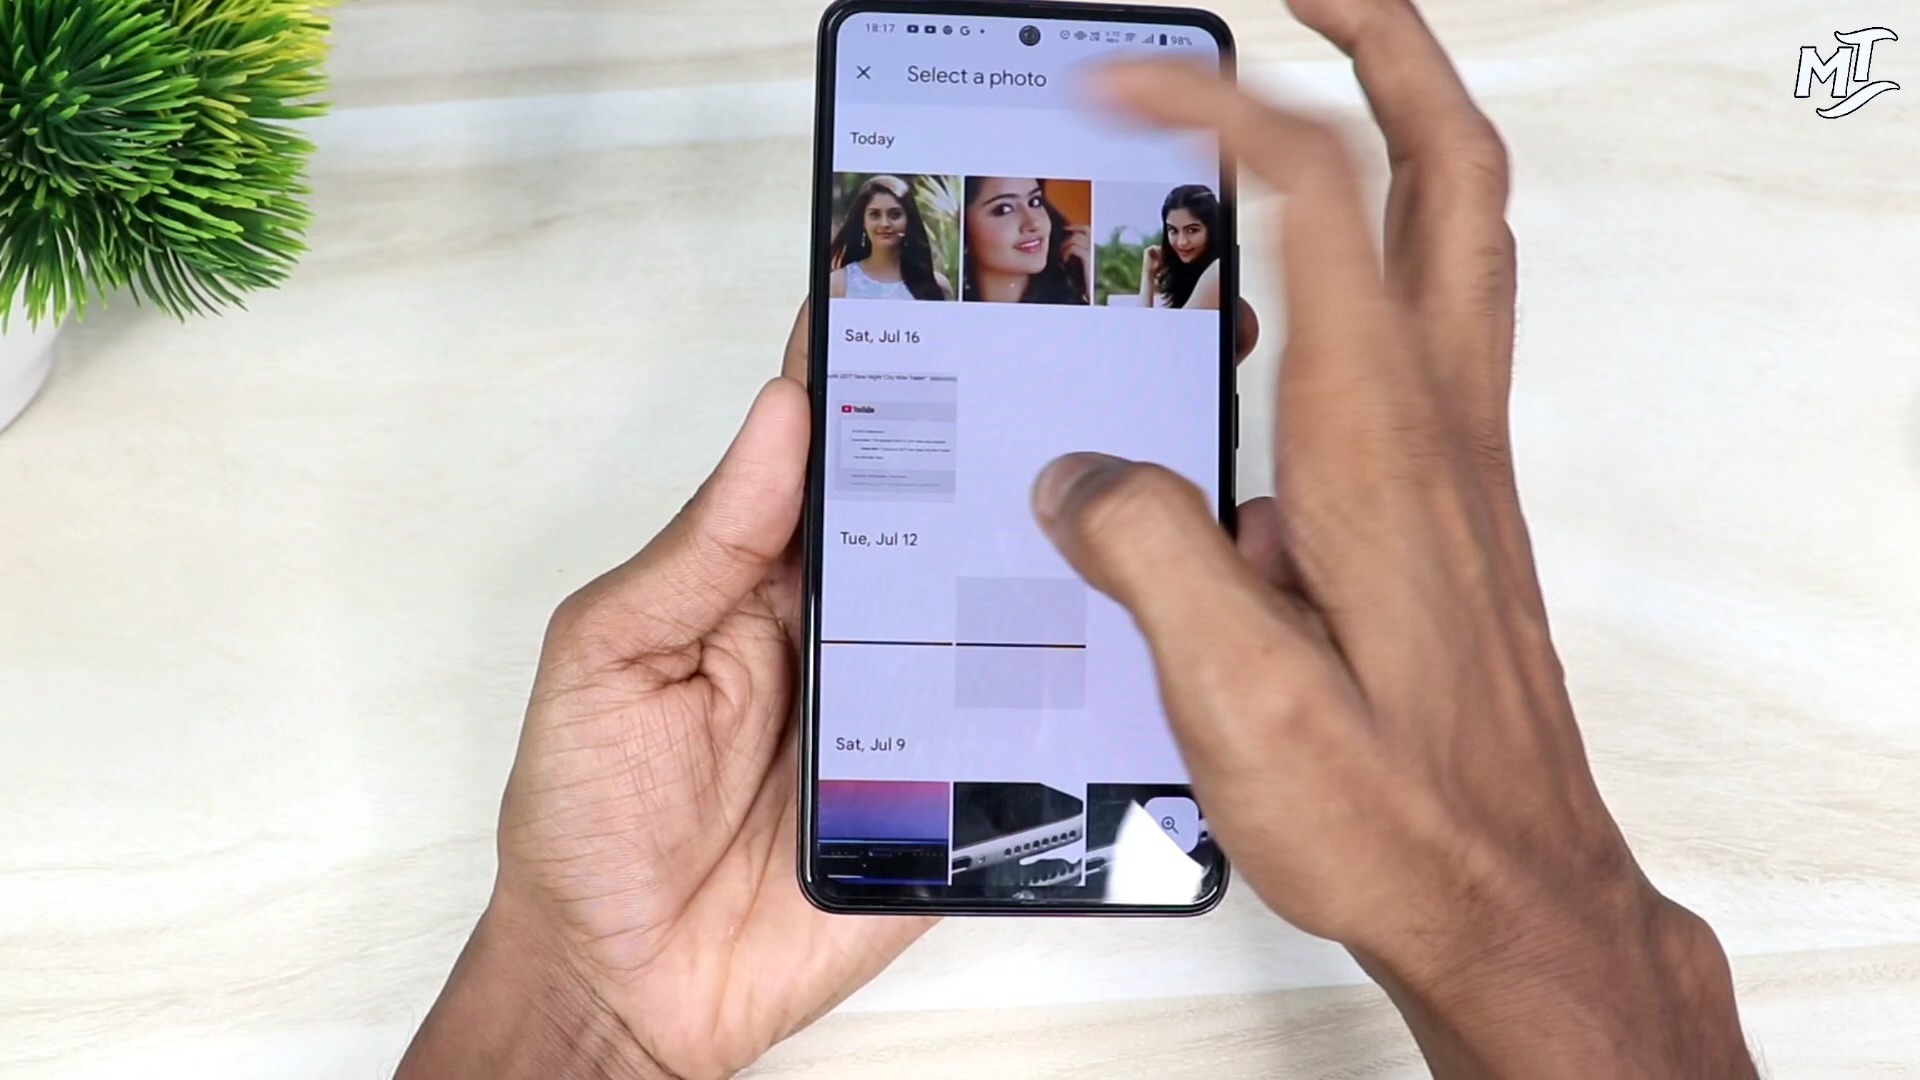 18:17
G
98%
MT
Select a photo
Today
Sat, Jul 16
YouTube
Tue, Jul 12
Sat, Jul 9